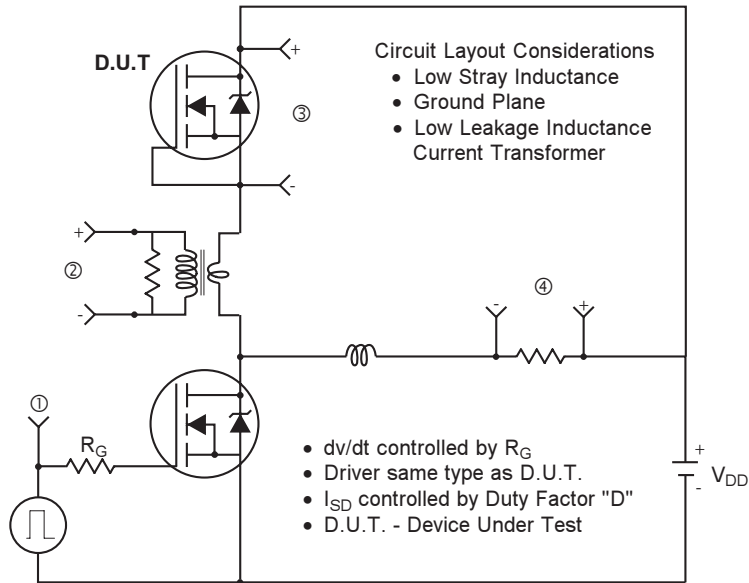 D.U.T
+
③
-
Circuit Layout Considerations
• Low Stray Inductance
• Ground Plane
• Low Leakage Inductance
Current Transformer
+
②
-
④
- +
①
R_G
• dv/dt controlled by R_G
• Driver same type as D.U.T.
• I_SD controlled by Duty Factor "D"
• D.U.T. - Device Under Test
+
V_DD
-